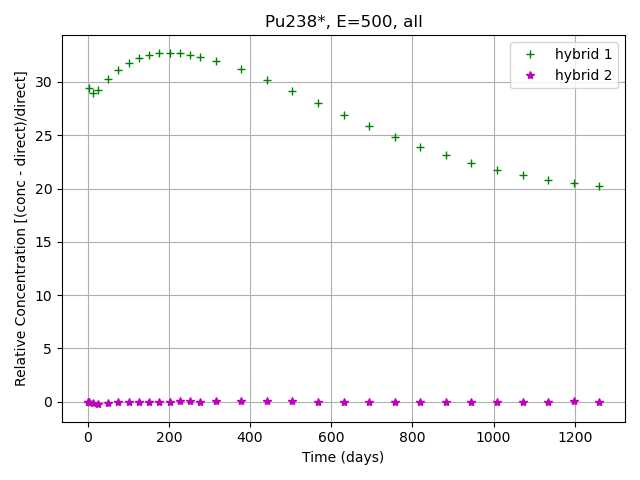 Pu238*, E=500, all
hybrid 1
hybrid 2
Relative Concentration [(conc - direct)/direct]
30
25
20
15
10
5
0
0 200 400 600 800 1000 1200
Time (days)